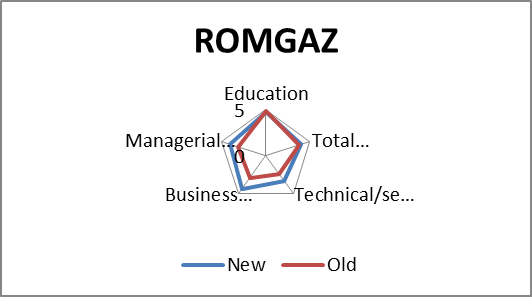 ROMGAZ
Education
5
Managerial...
Total...
0
Business...
Technical/se...
New
Old